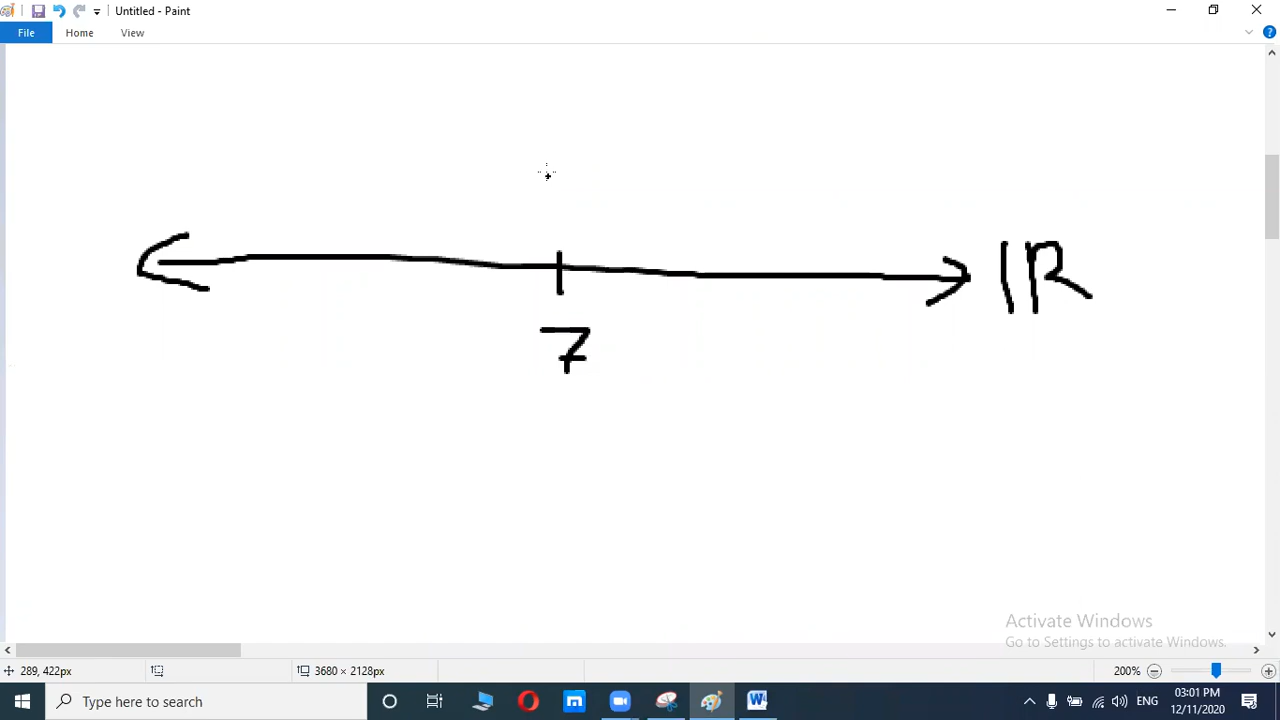 Untitled - Paint
File Home View
IR
7
Activate Windows
Go to Settings to activate Windows.
289, 422px 3680 × 2128px 200%
Type here to search
ENG
03:01 PM
12/11/2020